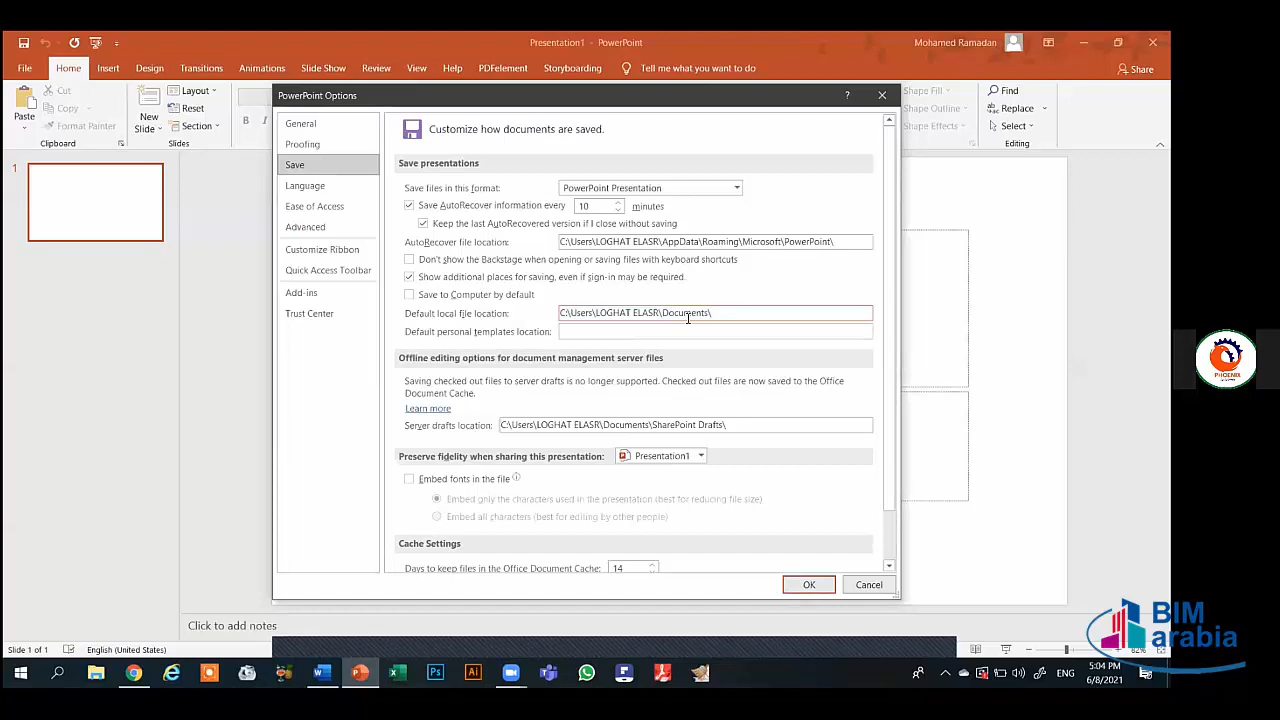 Presentation1 - PowerPoint
Mohamed Ramadan
File Home Insert Design Transitions Animations Slide Show Review View Help PDFelement Storyboarding Tell me what you want to do Share
Paste
Cut
Copy
Format Painter
Clipboard
New
Slide
Layout
Reset
Section
Slides
B I
Shape Fill
Shape Outline
Shape Effects
Find
Replace
Select
Editing
1
PowerPoint Options
?
General
Proofing
Save
Language
Ease of Access
Advanced
Customize Ribbon
Quick Access Toolbar
Add-ins
Trust Center
Customize how documents are saved.
Save presentations
Save files in this format: PowerPoint Presentation
Save AutoRecover information every 10 minutes
Keep the last AutoRecovered version if I close without saving
AutoRecover file location: C:\Users\LOGHAT ELASR\AppData\Roaming\Microsoft\PowerPoint\
Don't show the Backstage when opening or saving files with keyboard shortcuts
Show additional places for saving, even if sign-in may be required.
Save to Computer by default
Default local file location: C:\Users\LOGHAT ELASR\Documents\
Default personal templates location:
Offline editing options for document management server files
Saving checked out files to server drafts is no longer supported. Checked out files are now saved to the Office
Document Cache.
Learn more
Server drafts location: C:\Users\LOGHAT ELASR\Documents\SharePoint Drafts\
Preserve fidelity when sharing this presentation: Presentation1
Embed fonts in the file
Embed only the characters used in the presentation (best for reducing file size)
Embed all characters (best for editing by other people)
Cache Settings
Days to keep files in the Office Document Cache: 14
OK Cancel
PHOENIX
Click to add notes
Slide 1 of 1 English (United States)
82%
BIM
arabia
ENG
5:04 PM
6/8/2021